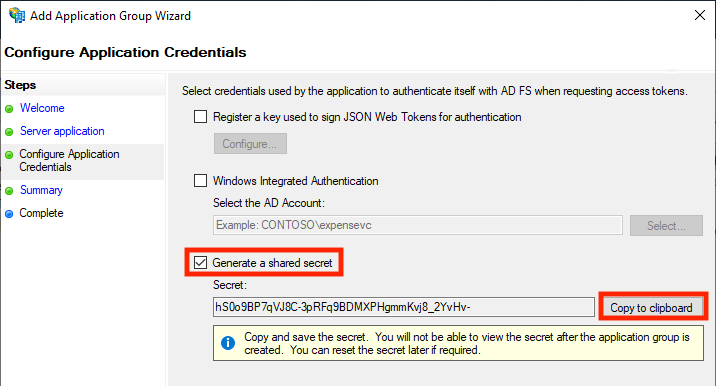 Add Application Group Wizard
Configure Application Credentials
Steps
Welcome
Server application
Configure Application
Credentials
Summary
Complete
Select credentials used by the application to authenticate itself with AD FS when requesting access tokens.
Register a key used to sign JSON Web Tokens for authentication
Configure...
Windows Integrated Authentication
Select the AD Account:
Example: CONTOSO\expensevc
Select...
Generate a shared secret
Secret:
hS0o9BP7qVJ8C-3pRFq9BDMXPHgmmKvj8_2YvHv-
Copy to clipboard
Copy and save the secret. You will not be able to view the secret after the application group is
created. You can reset the secret later if required.